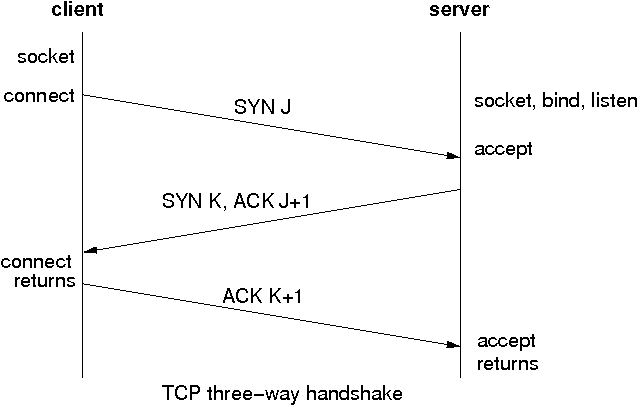 client
server
socket
connect
SYN J
socket, bind, listen
accept
SYN K, ACK J+1
connect
returns
ACK K+1
accept
returns
TCP three-way handshake